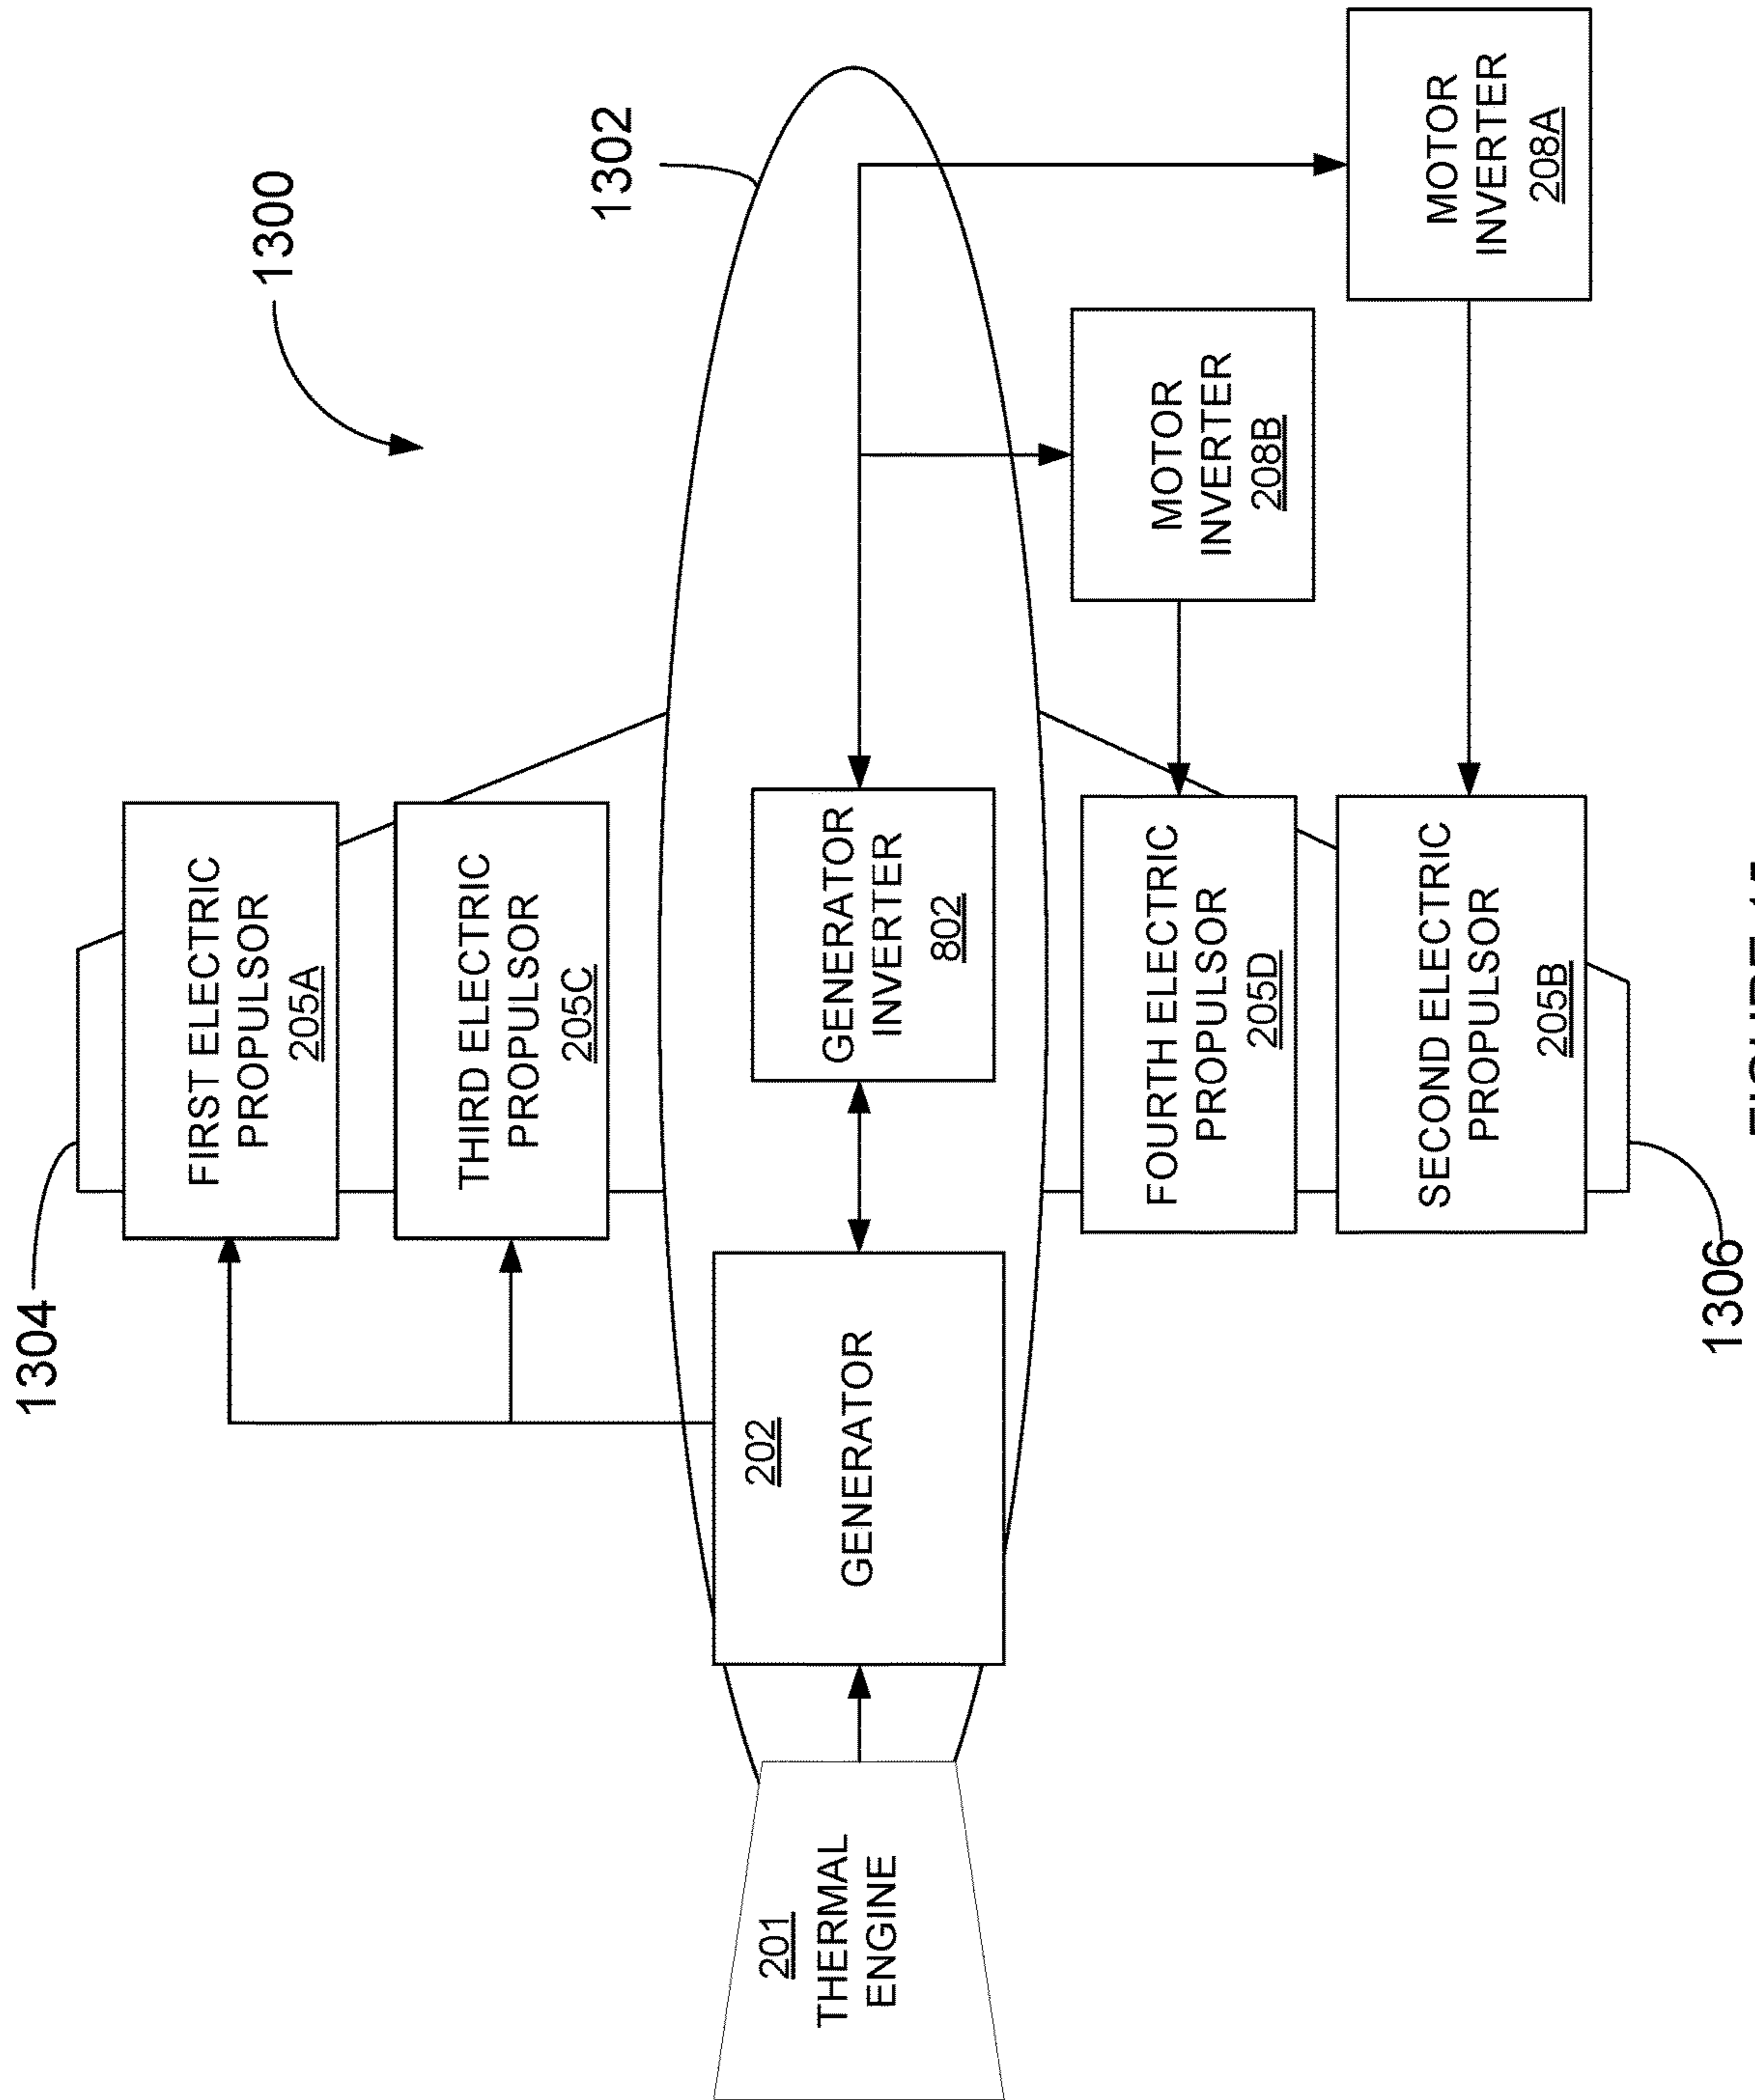 1300
1302
1304
FIRST ELECTRIC
PROPULSOR
205A
THIRD ELECTRIC
PROPULSOR
205C
201
THERMAL
ENGINE
202
GENERATOR
GENERATOR
INVERTER
802
FOURTH ELECTRIC
PROPULSOR
205D
MOTOR
INVERTER
208B
SECOND ELECTRIC
PROPULSOR
205B
MOTOR
INVERTER
208A
1306